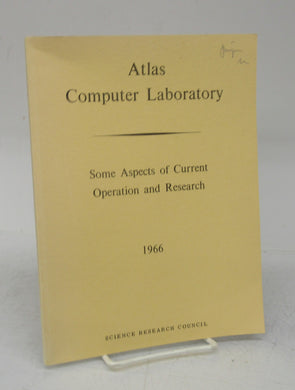 Atlas
Computer Laboratory
Some Aspects of Current
Operation and Research
1966
SCIENCE RESEARCH COUNCIL